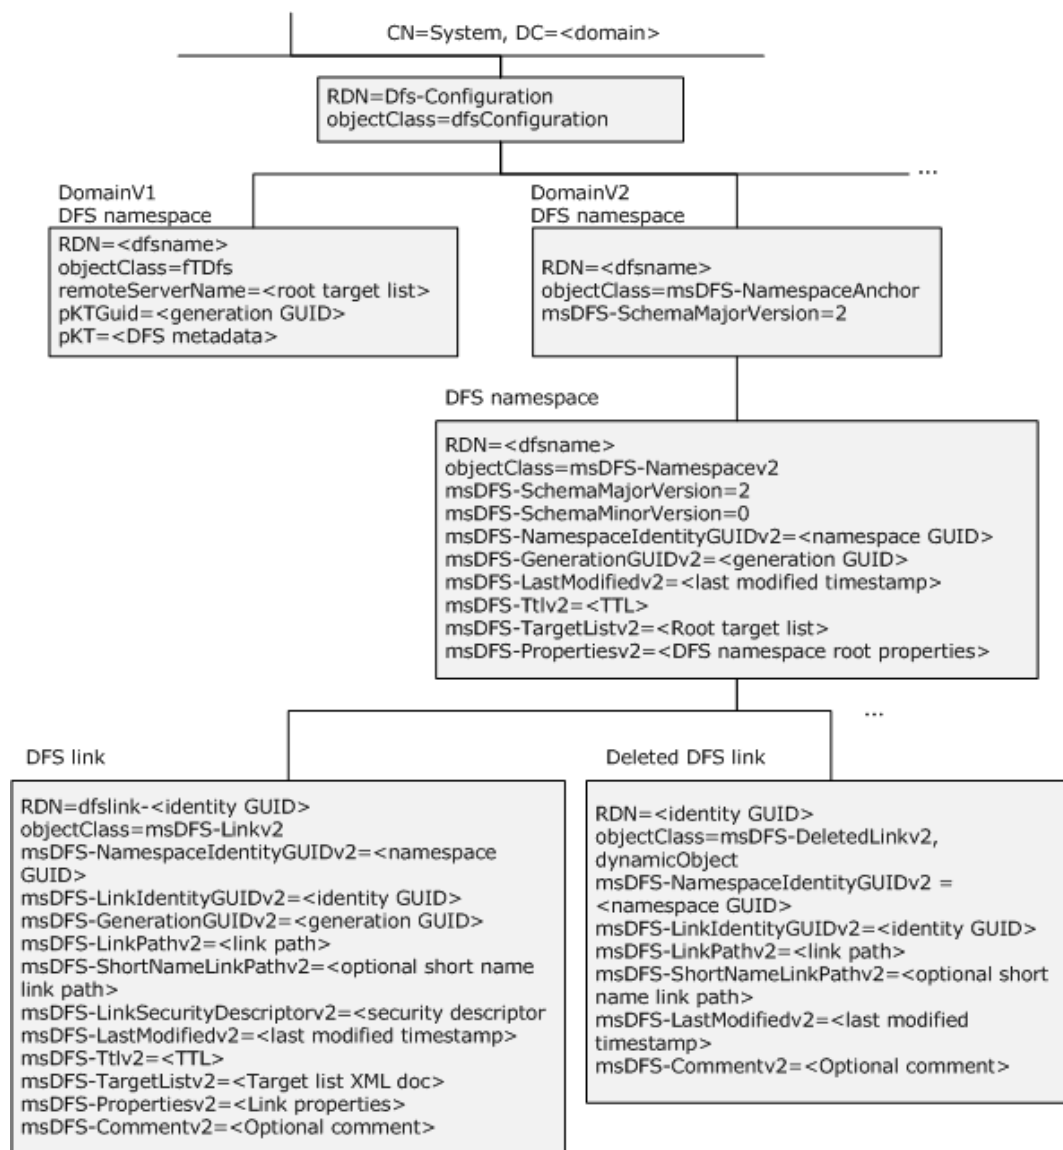 CN=System, DC=<domain>
RDN=Dfs-Configuration
objectClass=dfsConfiguration
...
DomainV1
DFS namespace
RDN=<dfsname>
objectClass=fTDfs
remoteServerName=<root target list>
pKTGuid=<generation GUID>
pKT=<DFS metadata>
DomainV2
DFS namespace
RDN=<dfsname>
objectClass=msDFS-NamespaceAnchor
msDFS-SchemaMajorVersion=2
DFS namespace
RDN=<dfsname>
objectClass=msDFS-Namespacev2
msDFS-SchemaMajorVersion=2
msDFS-SchemaMinorVersion=0
msDFS-NamespaceIdentityGUIDv2=<namespace GUID>
msDFS-GenerationGUIDv2=<generation GUID>
msDFS-LastModifiedv2=<last modified timestamp>
msDFS-Ttlv2=<TTL>
msDFS-TargetListv2=<Root target list>
msDFS-Propertiesv2=<DFS namespace root properties>
...
DFS link
RDN=dfslink-<identity GUID>
objectClass=msDFS-Linkv2
msDFS-NamespaceIdentityGUIDv2=<namespace
GUID>
msDFS-LinkIdentityGUIDv2=<identity GUID>
msDFS-GenerationGUIDv2=<generation GUID>
msDFS-LinkPathv2=<link path>
msDFS-ShortNameLinkPathv2=<optional short name
link path>
msDFS-LinkSecurityDescriptorv2=<security descriptor
msDFS-LastModifiedv2=<last modified timestamp>
msDFS-Ttlv2=<TTL>
msDFS-TargetListv2=<Target list XML doc>
msDFS-Propertiesv2=<Link properties>
msDFS-Commentv2=<Optional comment>
Deleted DFS link
RDN=<identity GUID>
objectClass=msDFS-DeletedLinkv2,
dynamicObject
msDFS-NamespaceIdentityGUIDv2 =
<namespace GUID>
msDFS-LinkIdentityGUIDv2=<identity GUID>
msDFS-LinkPathv2=<link path>
msDFS-ShortNameLinkPathv2=<optional short
name link path>
msDFS-LastModifiedv2=<last modified
timestamp>
msDFS-Commentv2=<Optional comment>